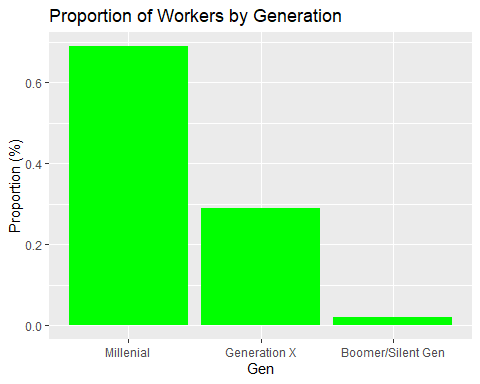 Proportion of Workers by Generation
Proportion (%)
0.6
0.4
0.2
0.0
Millenial
Generation X
Boomer/Silent Gen
Gen